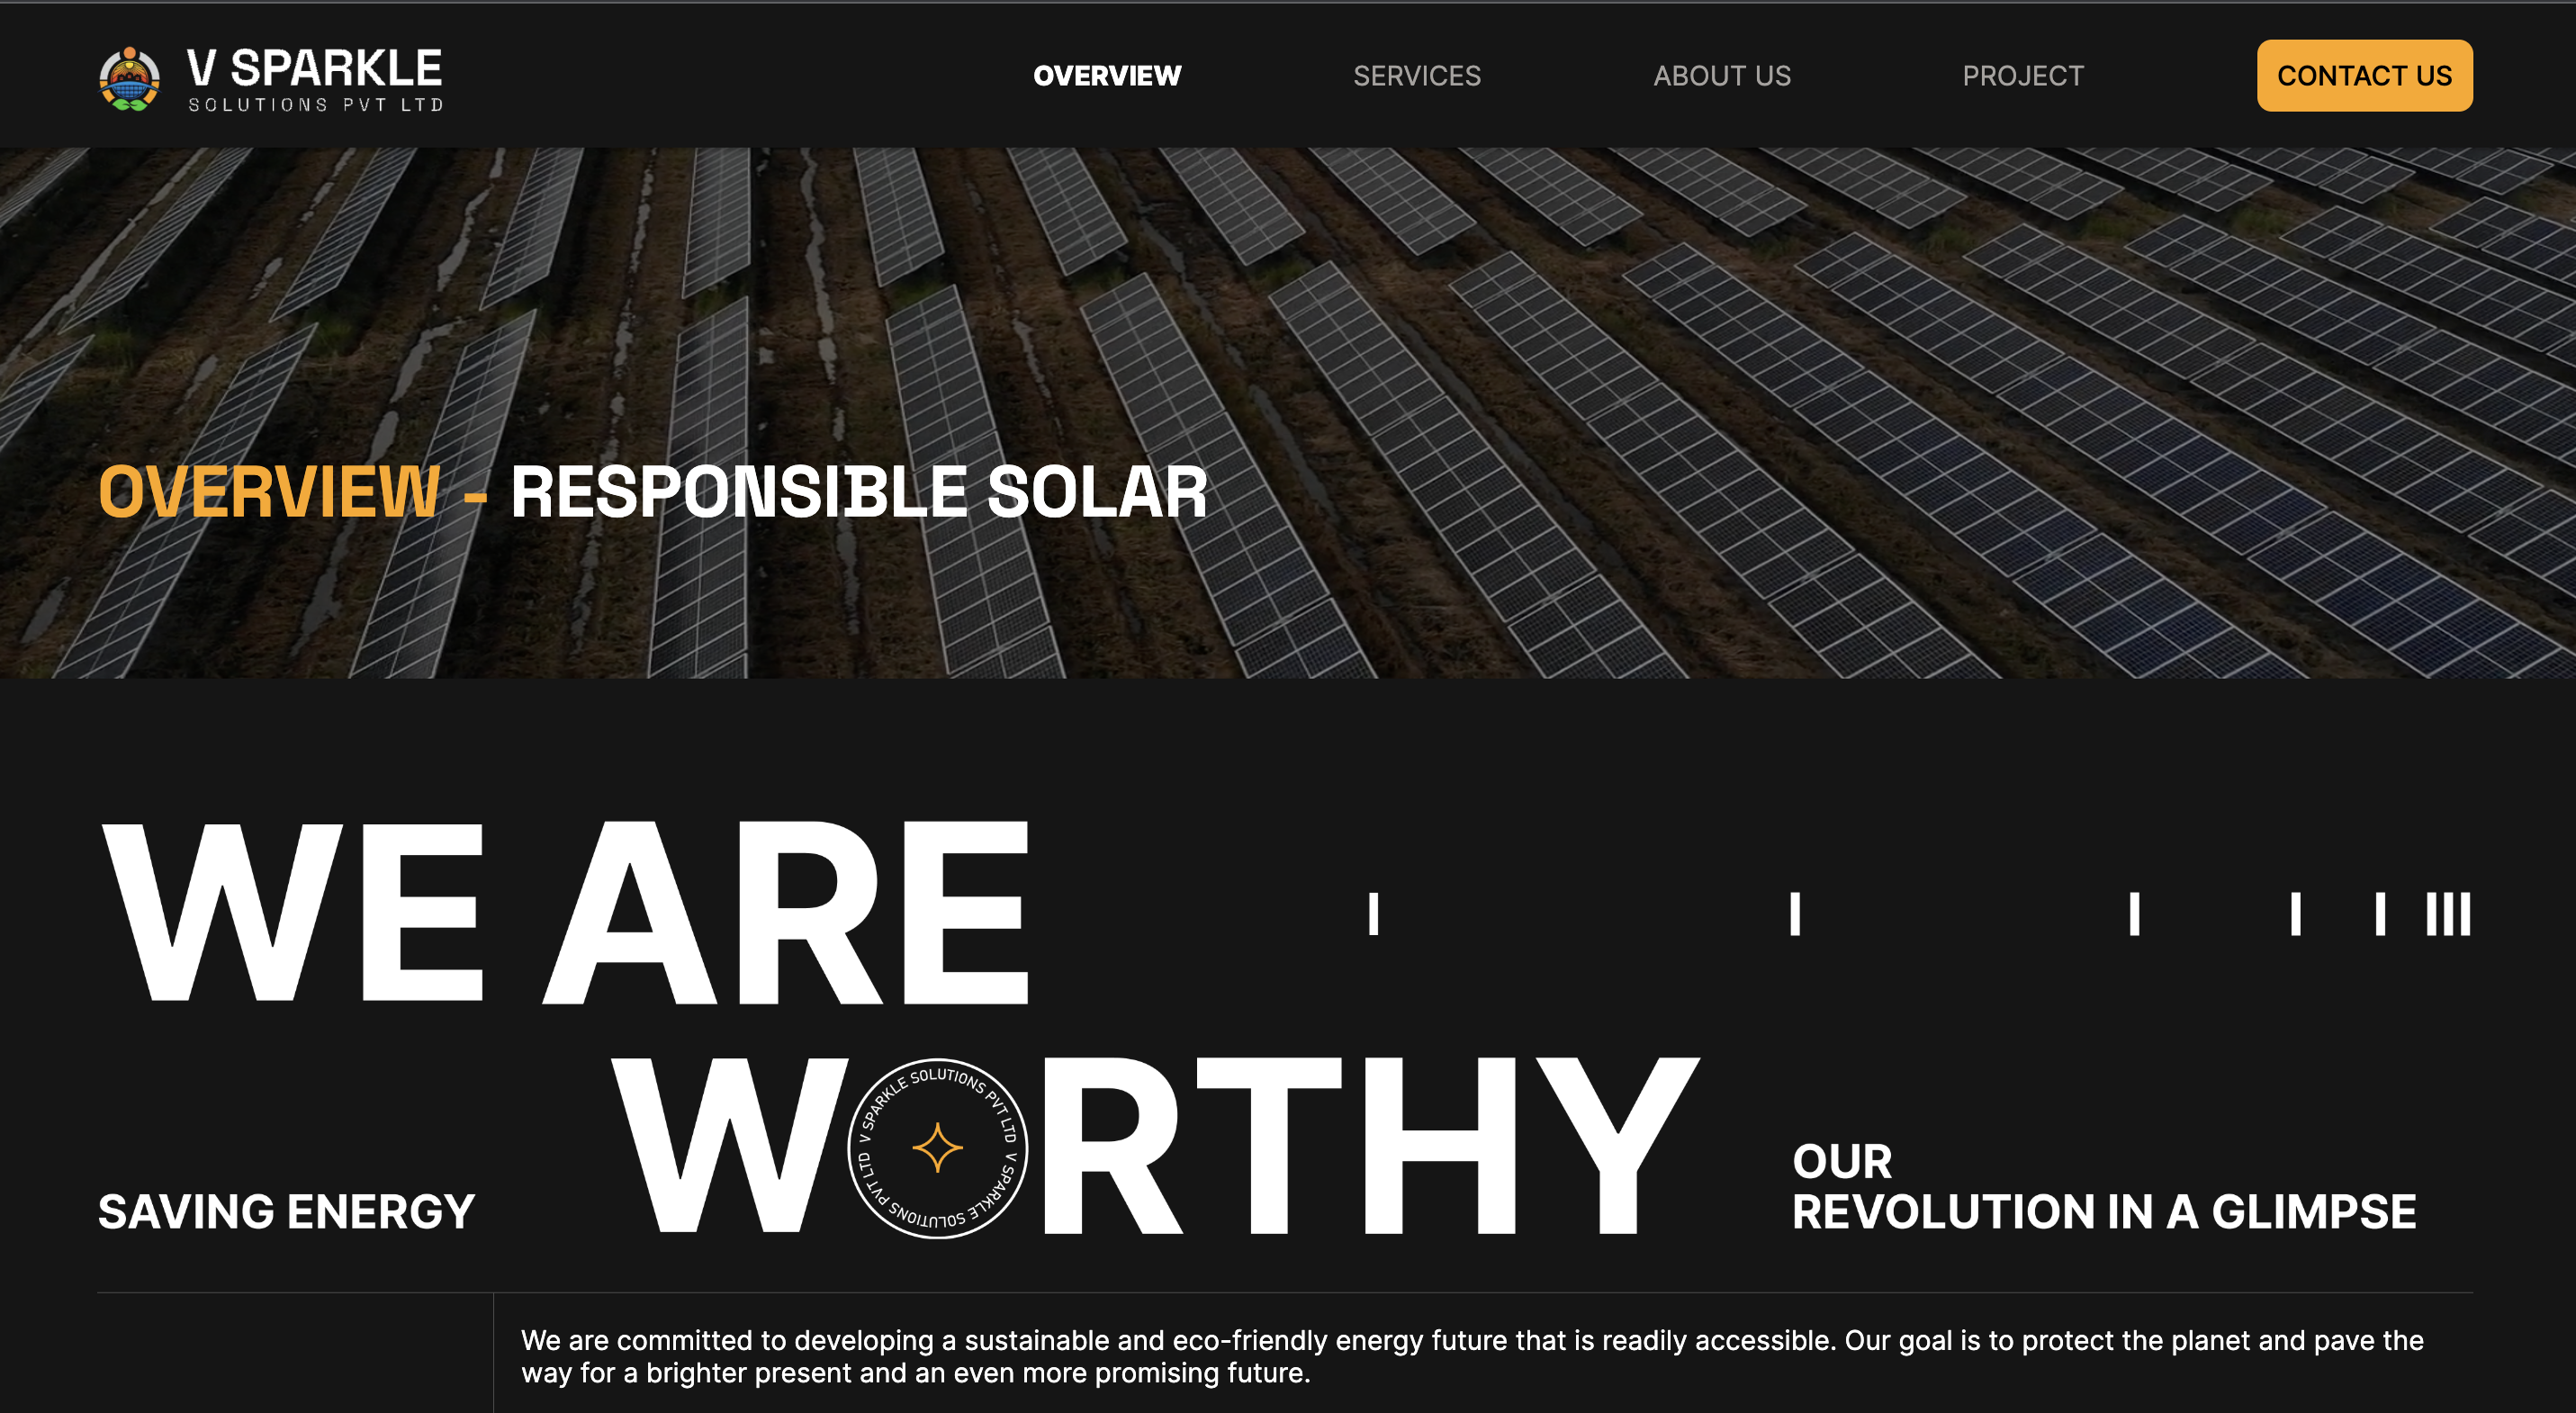 V SPARKLE
SOLUTIONS PVT LTD
OVERVIEW
SERVICES
ABOUT US
PROJECT
CONTACT US
OVERVIEW - RESPONSIBLE SOLAR
WE ARE
WORTHY
V SPARKLE SOLUTIONS PVT LTD V SPARKLE SOLUTIONS PVT LTD
SAVING ENERGY
OUR
REVOLUTION IN A GLIMPSE
We are committed to developing a sustainable and eco-friendly energy future that is readily accessible. Our goal is to protect the planet and pave the
way for a brighter present and an even more promising future.